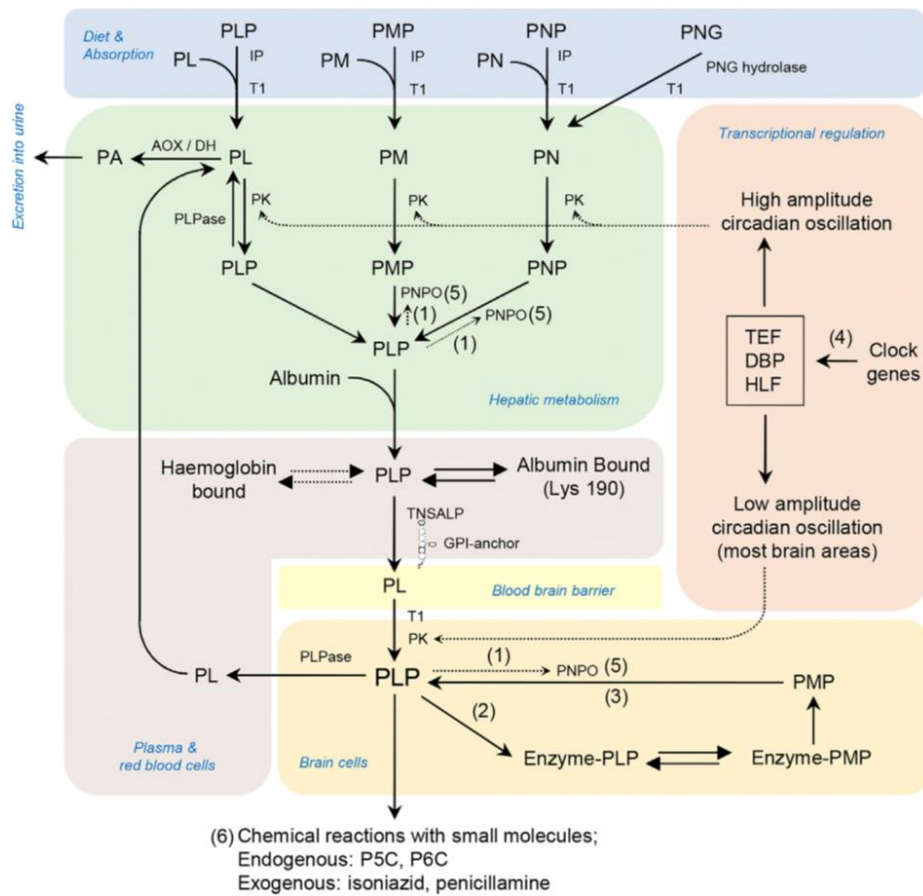 Diet &
Absorption
PLP
PMP
PNP
PNG
PL
IP
PM
IP
PN
IP
PNG hydrolase
T1
T1
T1
T1
Excretion into urine
PA
AOX / DH
PL
PM
PN
PLPase
PK
PK
PK
PLP
PMP
PNP
PNPO (5)
(1)
PNPO (5)
(1)
PLP
Albumin
Hepatic metabolism
Transcriptional regulation
High amplitude
circadian oscillation
TEF
DBP
HLF
(4)
Clock
genes
Low amplitude
circadian oscillation
(most brain areas)
Haemoglobin
bound
PLP
Albumin Bound
(Lys 190)
TNSALP
GPI-anchor
PL
Blood brain barrier
T1
PK
PLPase
PL
PLP
(1)
PNPO (5)
PMP
(3)
(2)
Enzyme-PLP
Enzyme-PMP
Plasma &
red blood cells
Brain cells
(6) Chemical reactions with small molecules;
Endogenous: P5C, P6C
Exogenous: isoniazid, penicillamine